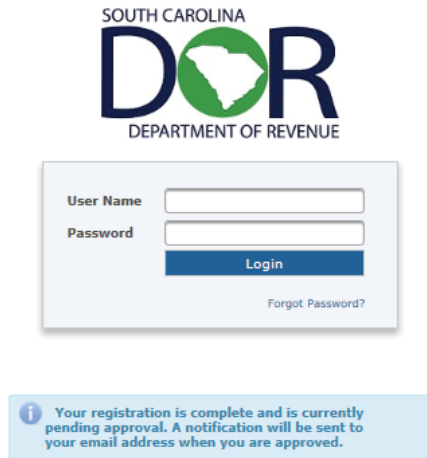 SOUTH CAROLINA
DOR
DEPARTMENT OF REVENUE
User Name
Password
Login
Forgot Password?
Your registration is complete and is currently
pending approval. A notification will be sent to
your email address when you are approved.